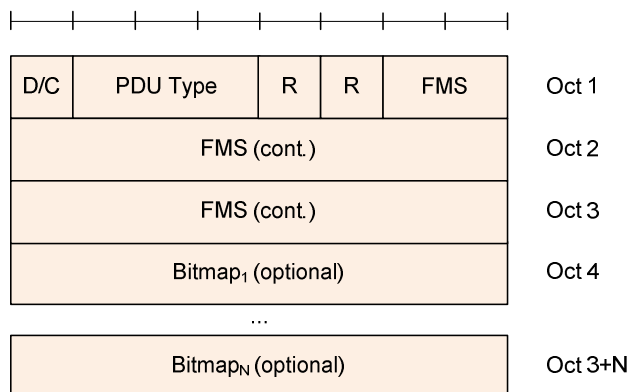 D/C PDU Type R R FMS Oct 1
FMS (cont.) Oct 2
FMS (cont.) Oct 3
Bitmap₁ (optional) Oct 4
...
Bitmap_N (optional) Oct 3+N